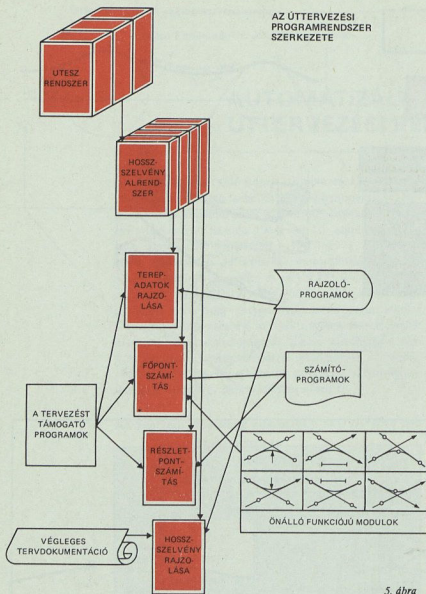 AZ ÚTTERVEZÉSI
PROGRAMRENDSZER
SZERKEZETE
ÚTESZ
RENDSZER
HOSSZ-
SZELVÉNY
ALREND-
SZER
TEREP-
ADATOK
RAJZO-
LÁSA
RAJZOLÓ-
PROGRAMOK
FŐPONT-
SZÁMÍ-
TÁS
SZÁMÍTÓ-
PROGRAMOK
A TERVEZÉST
TÁMOGATÓ
PROGRAMOK
RÉSZLET-
PONT-
SZÁMÍ-
TÁS
ÖNÁLLÓ FUNKCIÓJÚ MODULOK
VÉGLEGES
TERVDOKUMENTÁCIÓ
HOSSZ-
SZELVÉNY
RAJZO-
LÁSA
5. ábra